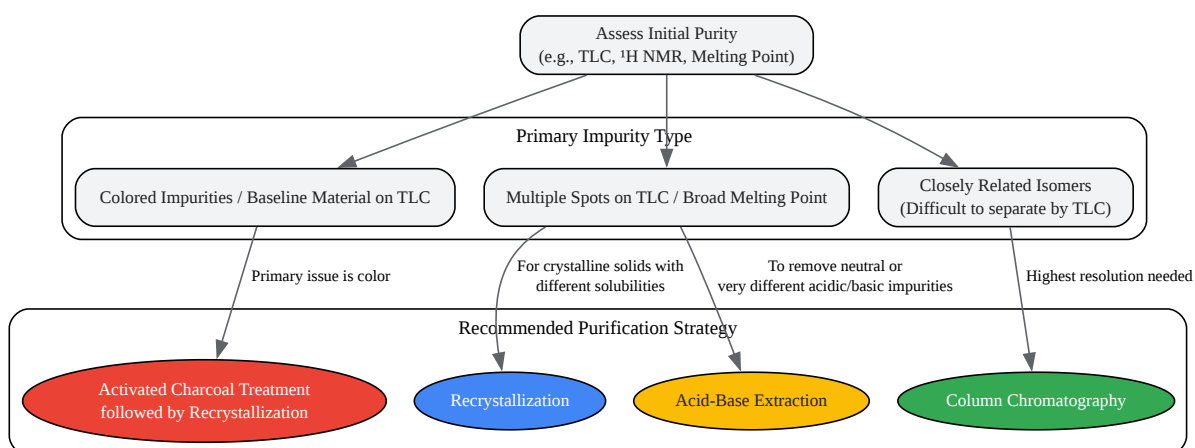 Assess Initial Purity
(e.g., TLC, ¹H NMR, Melting Point)
Primary Impurity Type
Colored Impurities / Baseline Material on TLC
Multiple Spots on TLC / Broad Melting Point
Closely Related Isomers
(Difficult to separate by TLC)
Primary issue is color
For crystalline solids with
different solubilities
To remove neutral or
very different acidic/basic impurities
Highest resolution needed
Recommended Purification Strategy
Activated Charcoal Treatment
followed by Recrystallization
Recrystallization
Acid-Base Extraction
Column Chromatography